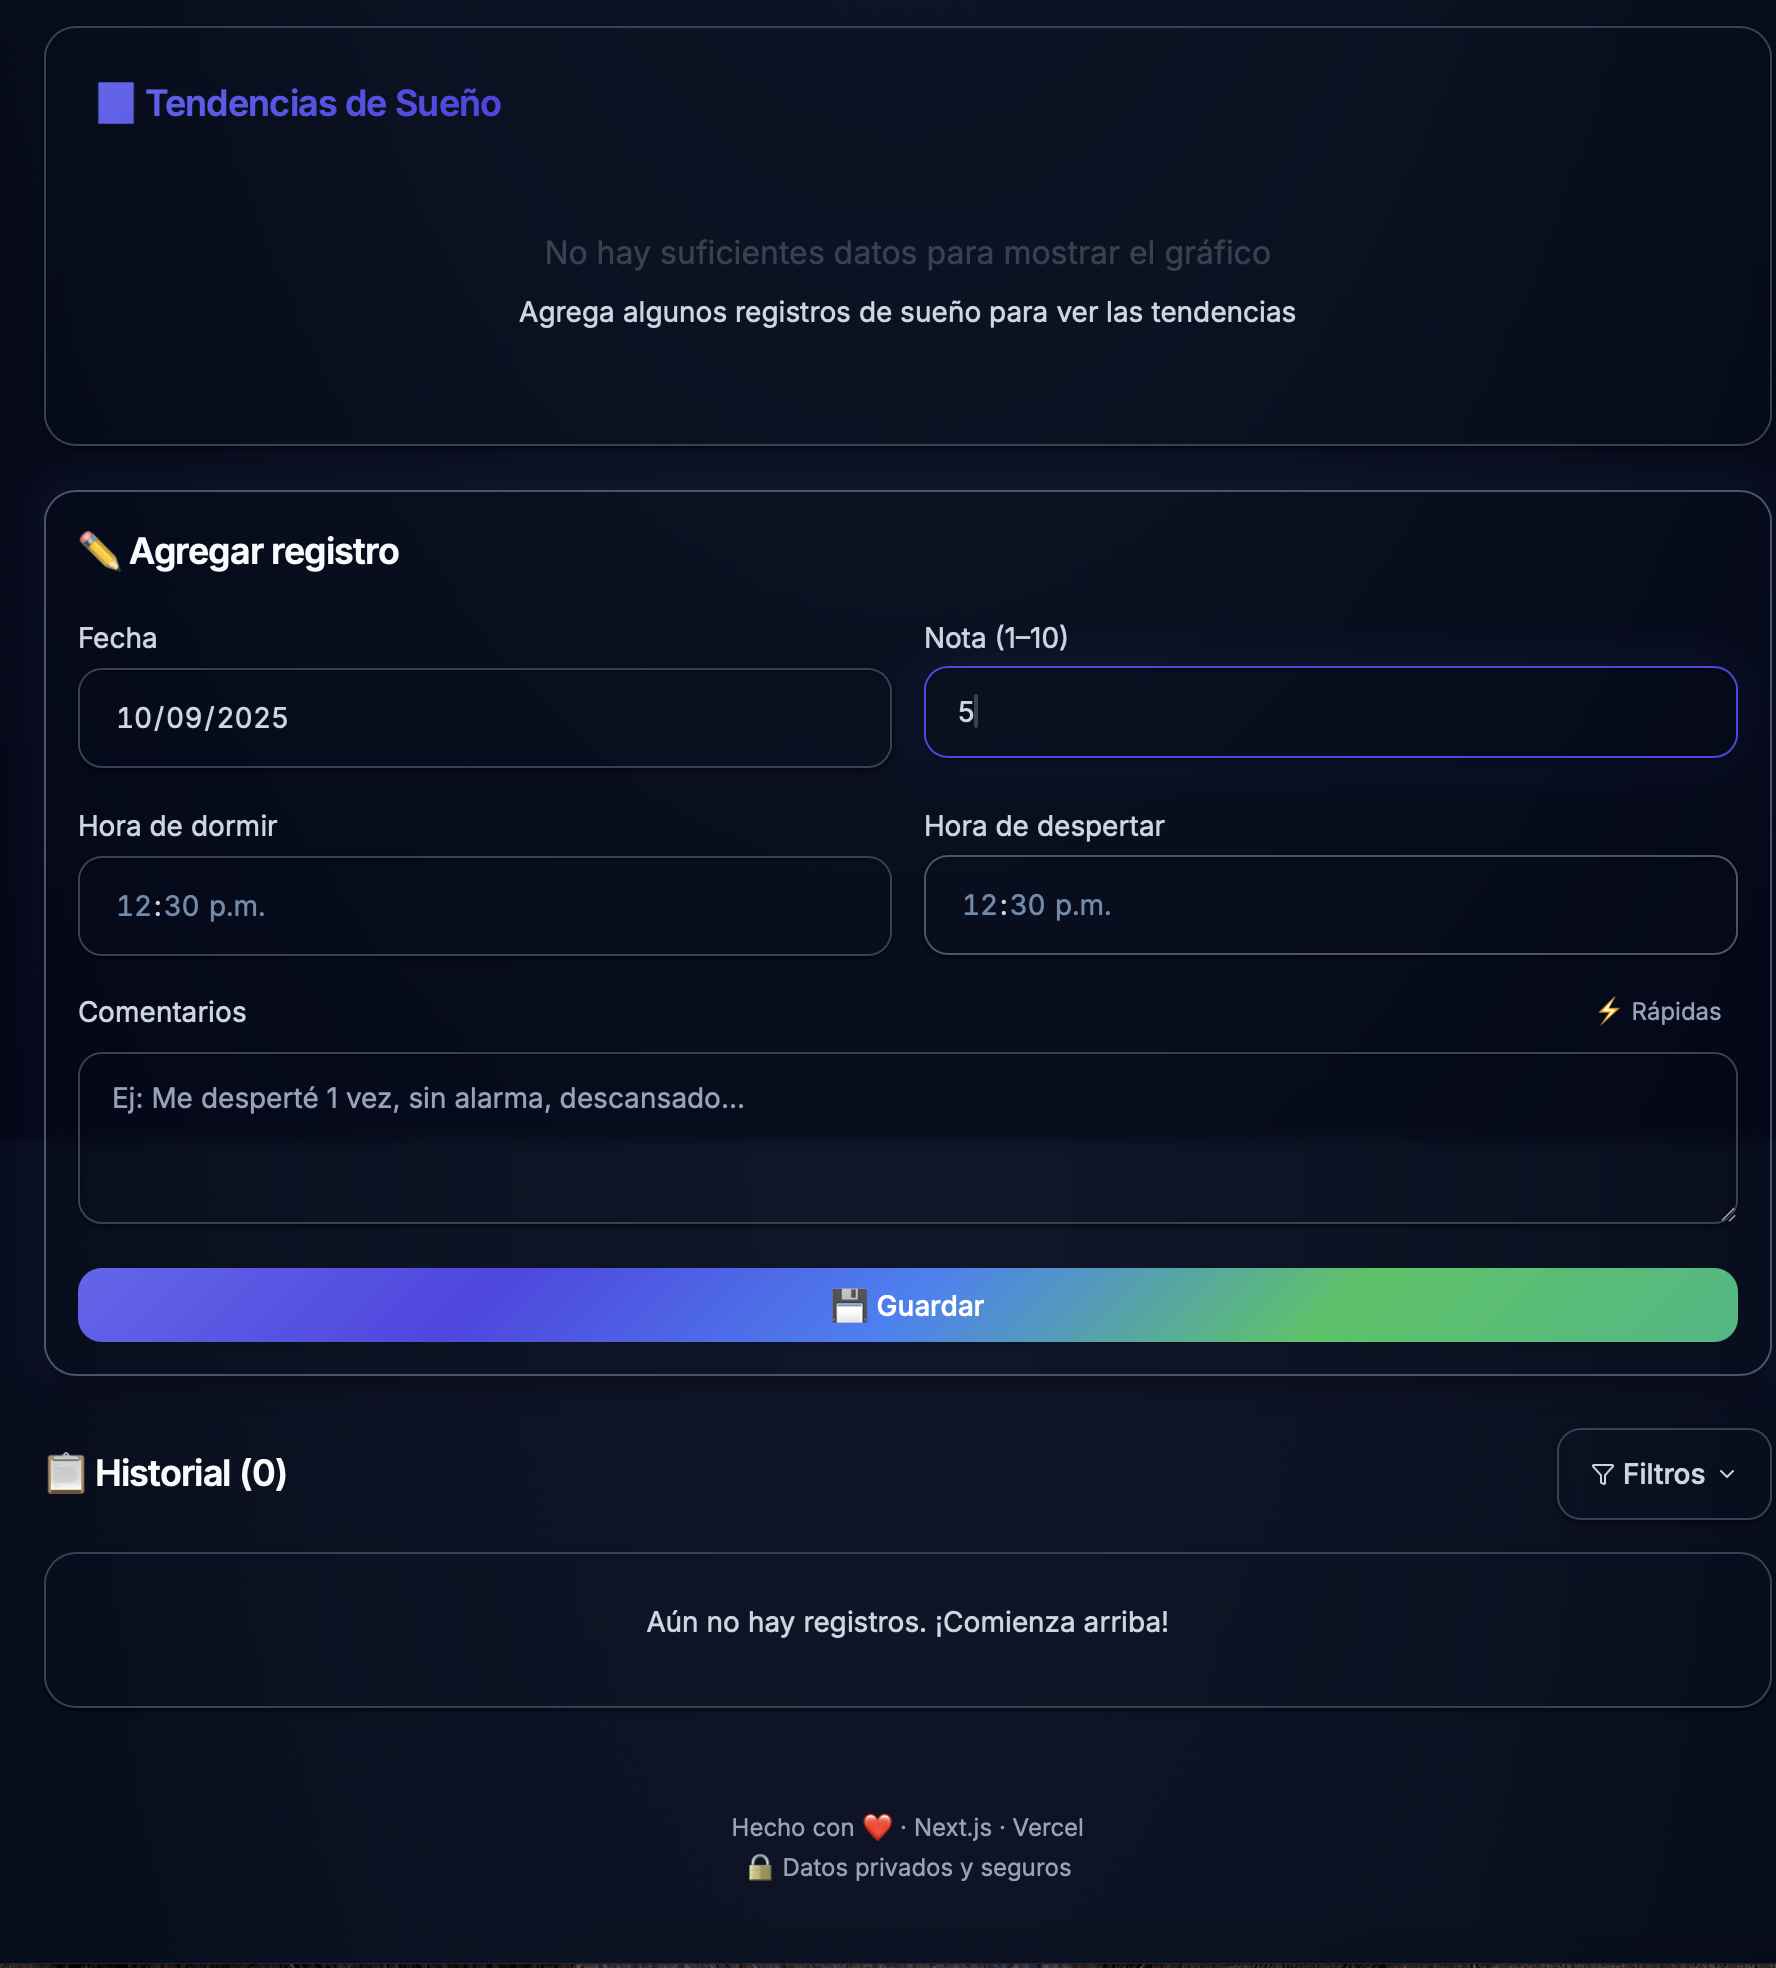 Tendencias de Sueño
No hay suficientes datos para mostrar el gráfico
Agrega algunos registros de sueño para ver las tendencias
✏️ Agregar registro
Fecha
Nota (1–10)
10/09/2025
5
Hora de dormir
Hora de despertar
12:30 p.m.
12:30 p.m.
Comentarios
⚡ Rápidas
Ej: Me desperté 1 vez, sin alarma, descansado...
💾 Guardar
📋 Historial (0)
Filtros
Aún no hay registros. ¡Comienza arriba!
Hecho con ❤️ · Next.js · Vercel
🔒 Datos privados y seguros